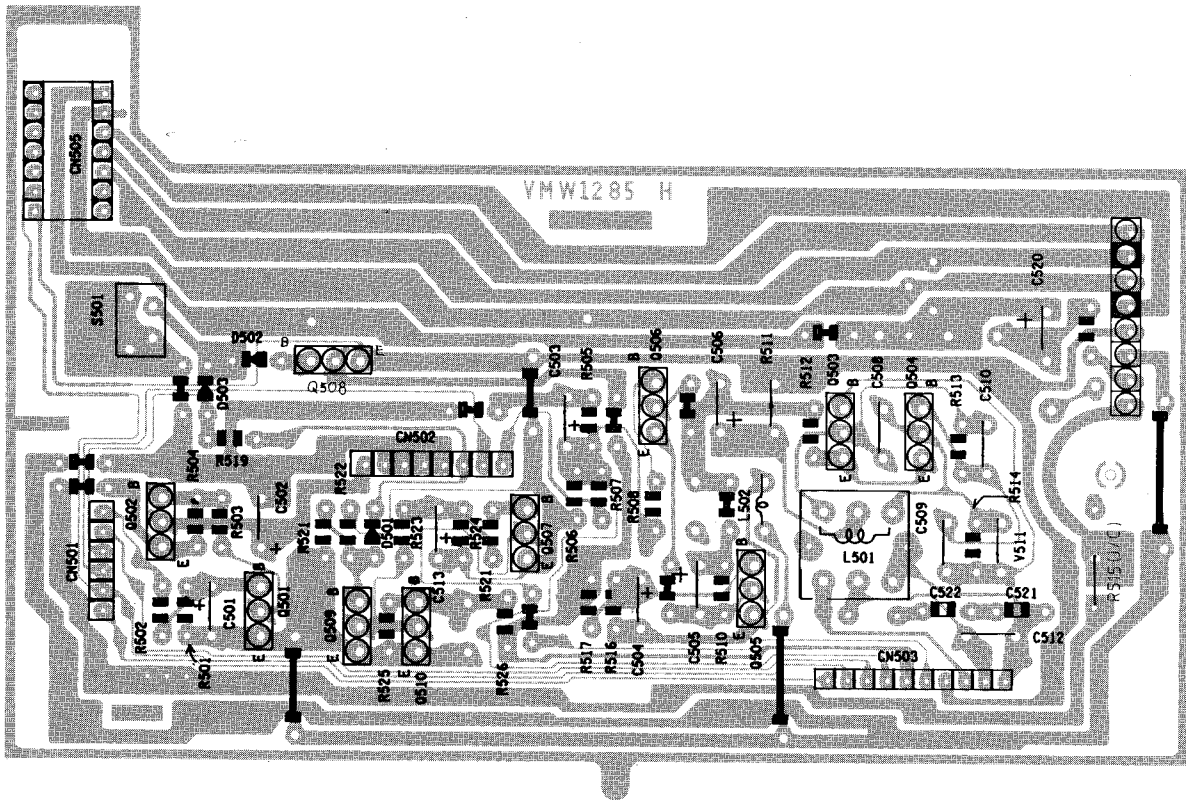 VMW1285 H
CN505
S501
C520
D502
B
E
Q508
D503
C503
R505
B
Q506
E
C506
R511
R512
Q503
B
E
C508
Q504
B
E
R513
C510
CN502
R504
R519
R522
Q502
B
E
R503
C502
CN501
R521
D501
R523
C513
R524
R521
B
Q507
E
R506
R507
R508
L502
L501
C509
R514
V511
C522
C521
C512
R502
R501
C501
B
Q501
E
Q509
B
E
R525
B
E
Q510
R526
R517
R516
C504
C505
R510
B
E
Q505
CN503